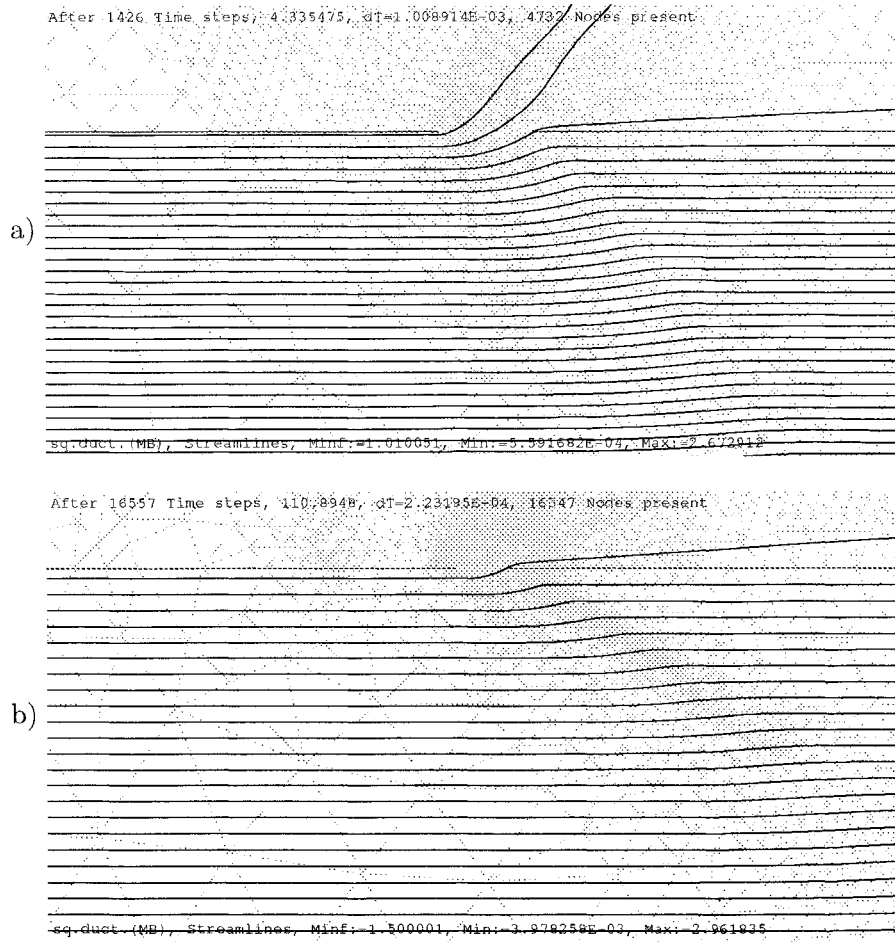 After 1426 Time steps, 4.335475, dT=1.008914E-03, 4732 Nodes present
a)
sq.duct.(MB), Streamlines, Minf:=1.010051, Min:=5.591682E-04, Max:=2.672912
After 16557 Time steps, 110.8948, dT=2.23195E-04, 16347 Nodes present
b)
sq.duct.(MB), Streamlines, Minf:=1.500001, Min:=3.978258E-03, Max:=2.961835